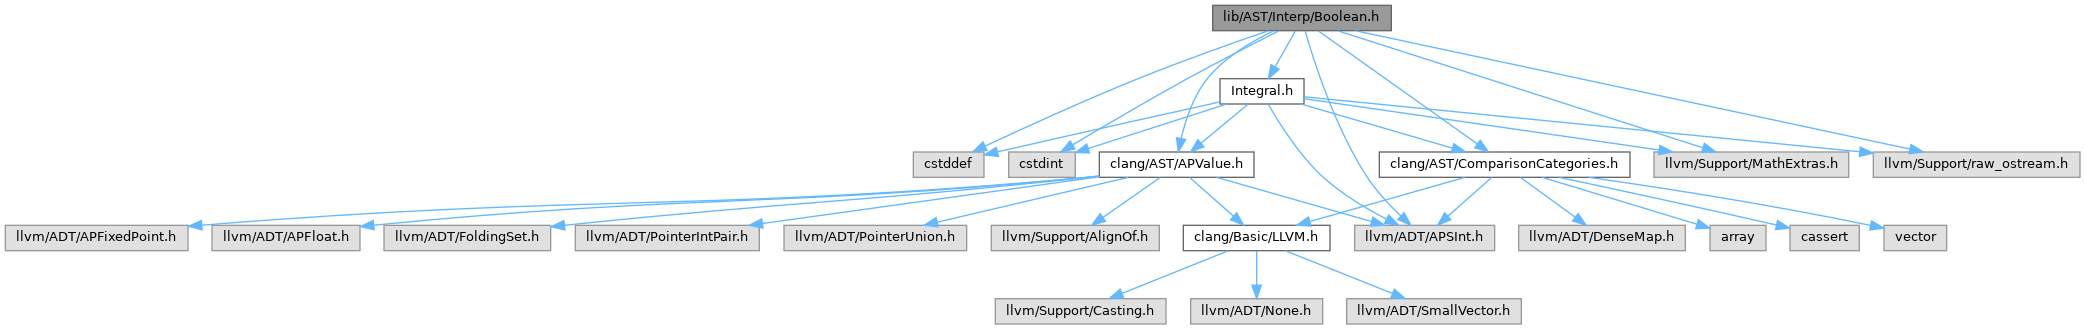 lib/AST/Interp/Boolean.h
Integral.h
cstddef
cstdint
clang/AST/APValue.h
clang/AST/ComparisonCategories.h
llvm/Support/MathExtras.h
llvm/Support/raw_ostream.h
llvm/ADT/APFixedPoint.h
llvm/ADT/APFloat.h
llvm/ADT/FoldingSet.h
llvm/ADT/PointerIntPair.h
llvm/ADT/PointerUnion.h
llvm/Support/AlignOf.h
clang/Basic/LLVM.h
llvm/ADT/APSInt.h
llvm/ADT/DenseMap.h
array
cassert
vector
llvm/Support/Casting.h
llvm/ADT/None.h
llvm/ADT/SmallVector.h